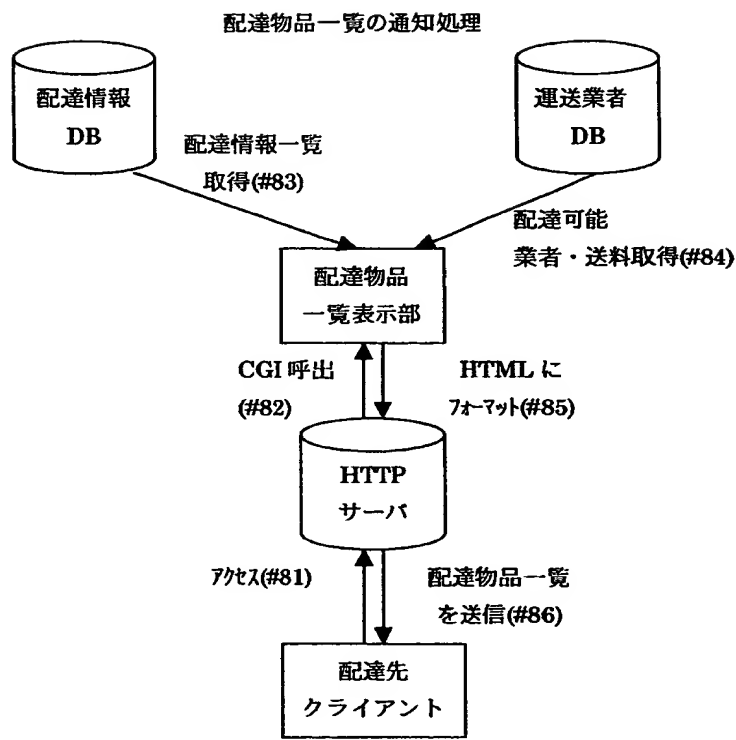 配達物品一覧の通知処理
配達情報
DB
運送業者
DB
配達情報一覧
取得(#83)
配達可能
業者・送料取得(#84)
配達物品
一覧表示部
CGI 呼出
(#82)
HTML に
フォーマット(#85)
HTTP
サーバ
アクセス(#81)
配達物品一覧
を送信(#86)
配達先
クライアント